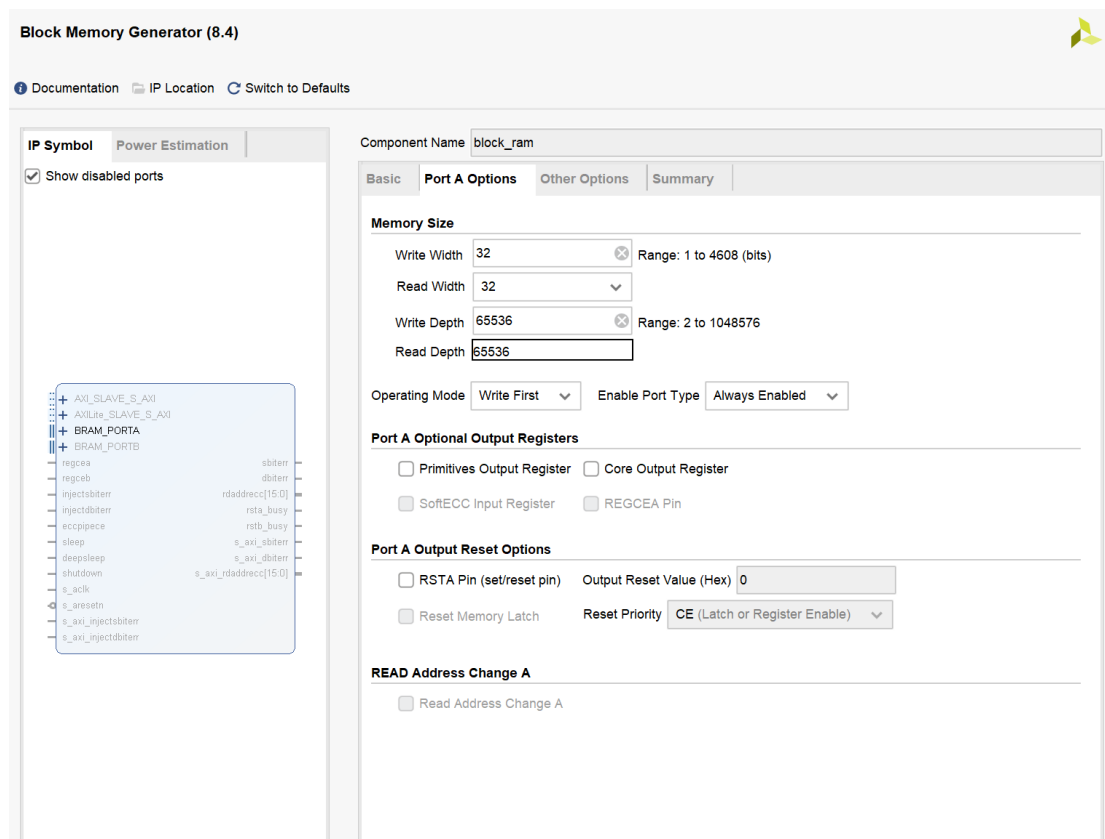 Block Memory Generator (8.4)
Documentation IP Location Switch to Defaults
IP Symbol Power Estimation
Show disabled ports
AXI_SLAVE_S_AXI
AXILite_SLAVE_S_AXI
BRAM_PORTA
BRAM_PORTB
regcea sbiterr
regceb dbiterr
injectsbiterr rdaddrecc[15:0]
injectdbiterr rsta_busy
eccpipece rstb_busy
sleep s_axi_sbiterr
deepsleep s_axi_dbiterr
shutdown s_axi_rdaddrecc[15:0]
s_aclk
s_aresetn
s_axi_injectsbiterr
s_axi_injectdbiterr
Component Name block_ram
Basic Port A Options Other Options Summary
Memory Size
Write Width 32 Range: 1 to 4608 (bits)
Read Width 32
Write Depth 65536 Range: 2 to 1048576
Read Depth 65536
Operating Mode Write First Enable Port Type Always Enabled
Port A Optional Output Registers
Primitives Output Register Core Output Register
SoftECC Input Register REGCEA Pin
Port A Output Reset Options
RSTA Pin (set/reset pin) Output Reset Value (Hex) 0
Reset Memory Latch Reset Priority CE (Latch or Register Enable)
READ Address Change A
Read Address Change A